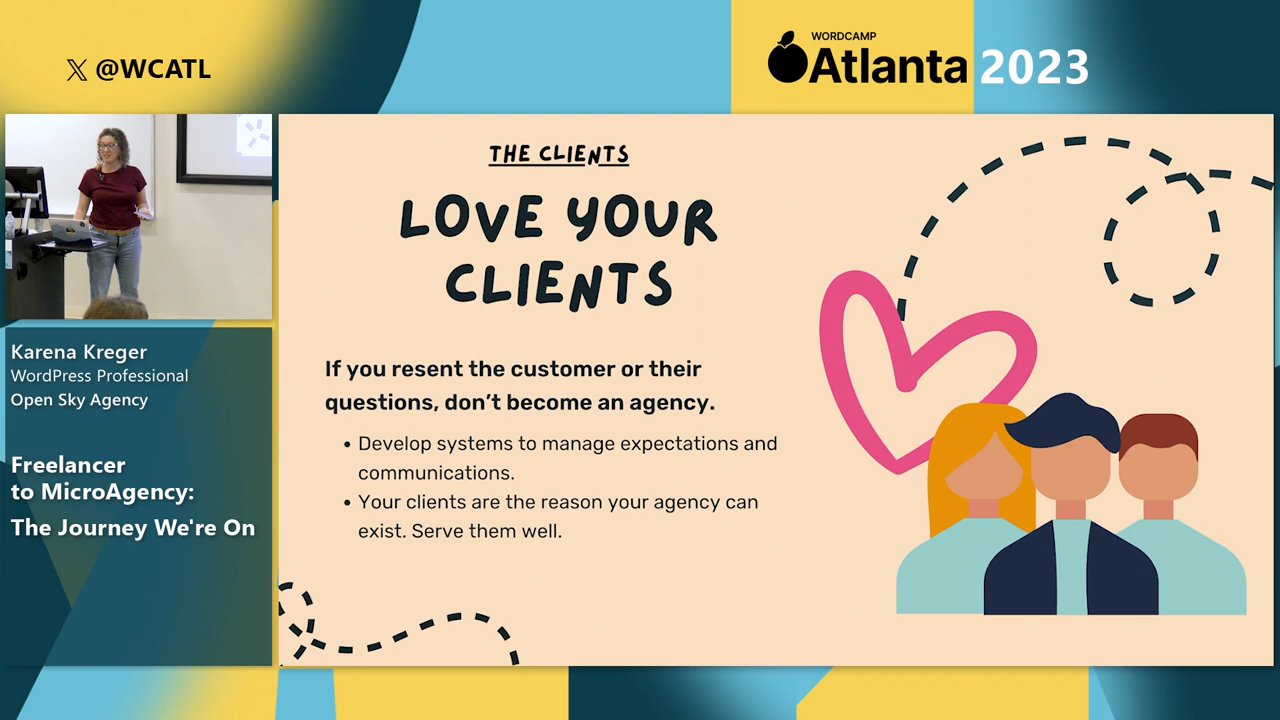 𝕏 @WCATL
WORDCAMP
Atlanta 2023
Karena Kreger
WordPress Professional
Open Sky Agency
Freelancer
to MicroAgency:
The Journey We're On
THE CLIENTS
LOVE YOUR
CLIENTS
If you resent the customer or their
questions, don’t become an agency.
• Develop systems to manage expectations and
communications.
• Your clients are the reason your agency can
exist. Serve them well.